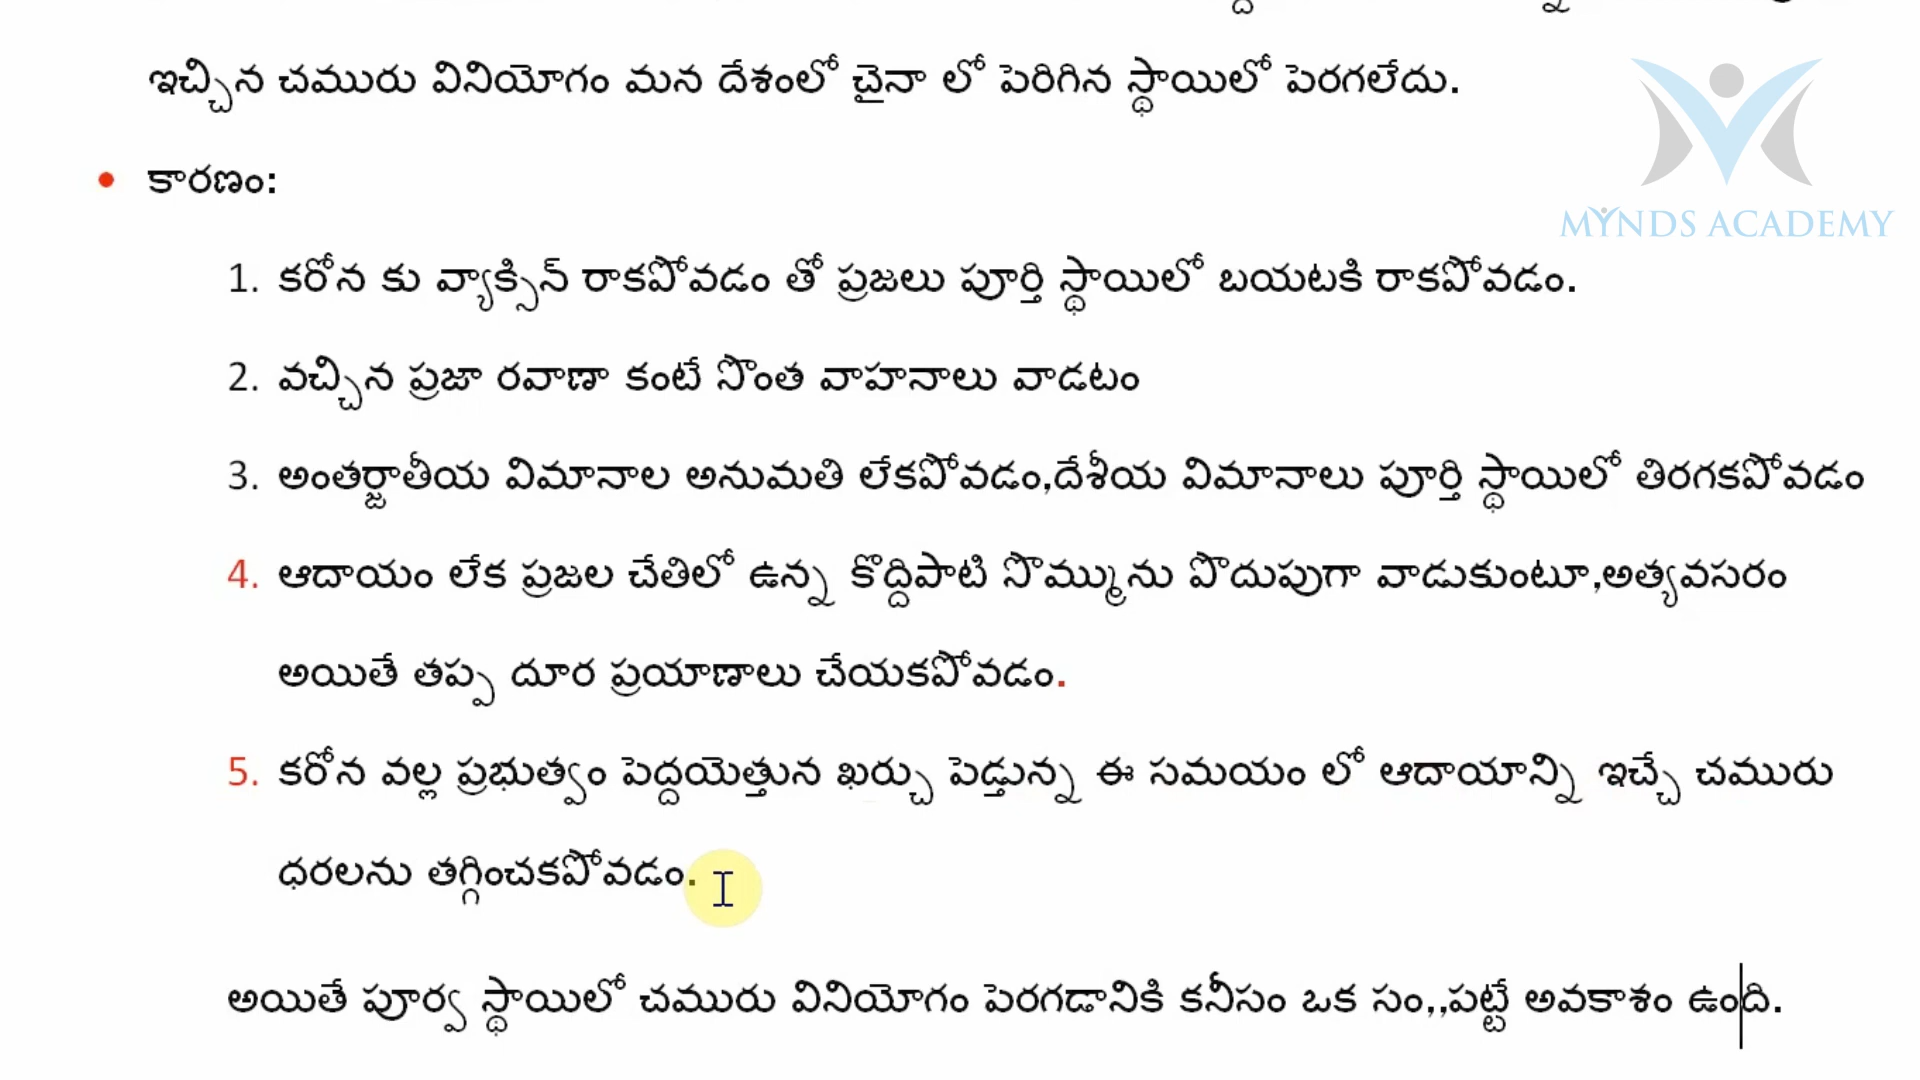 ఇచ్చిన చమురు వినియోగం మన దేశంలో చైనా లో పెరిగిన స్థాయిలో పెరగలేదు.
• కారణం:
MYNDS ACADEMY
1. కరోన కు వ్యాక్సిన్ రాకపోవడం తో ప్రజలు పూర్తి స్థాయిలో బయటకి రాకపోవడం.
2. వచ్చిన ప్రజా రవాణా కంటే సొంత వాహనాలు వాడటం
3. అంతర్జాతీయ విమానాల అనుమతి లేకపోవడం,దేశీయ విమానాలు పూర్తి స్థాయిలో తిరగకపోవడం
4. ఆదాయం లేక ప్రజల చేతిలో ఉన్న కొద్దిపాటి సొమ్మును పొదుపుగా వాడుకుంటూ,అత్యవసరం
అయితే తప్ప దూర ప్రయాణాలు చేయకపోవడం.
5. కరోన వల్ల ప్రభుత్వం పెద్దయెత్తున ఖర్చు పెడ్తున్న ఈ సమయం లో ఆదాయాన్ని ఇచ్చే చమురు
ధరలను తగ్గించకపోవడం.
అయితే పూర్వ స్థాయిలో చమురు వినియోగం పెరగడానికి కనీసం ఒక సం,,పట్టే అవకాశం ఉంది.